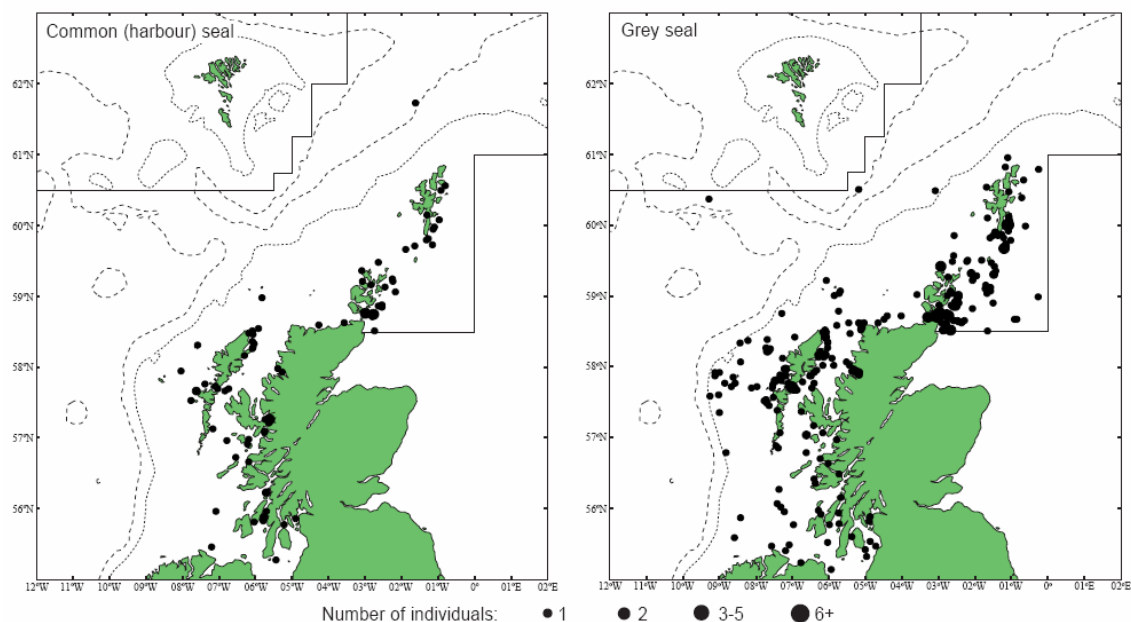 Common (harbour) seal
Grey seal
62°N
61°N
60°N
59°N
58°N
57°N
56°N
12°W 11°W 10°W 09°W 08°W 07°W 06°W 05°W 04°W 03°W 02°W 01°W 0° 01°E 02°E
62°N
61°N
60°N
59°N
58°N
57°N
56°N
12°W 11°W 10°W 09°W 08°W 07°W 06°W 05°W 04°W 03°W 02°W 01°W 0° 01°E 02°E
Number of individuals: 1 2 3-5 6+